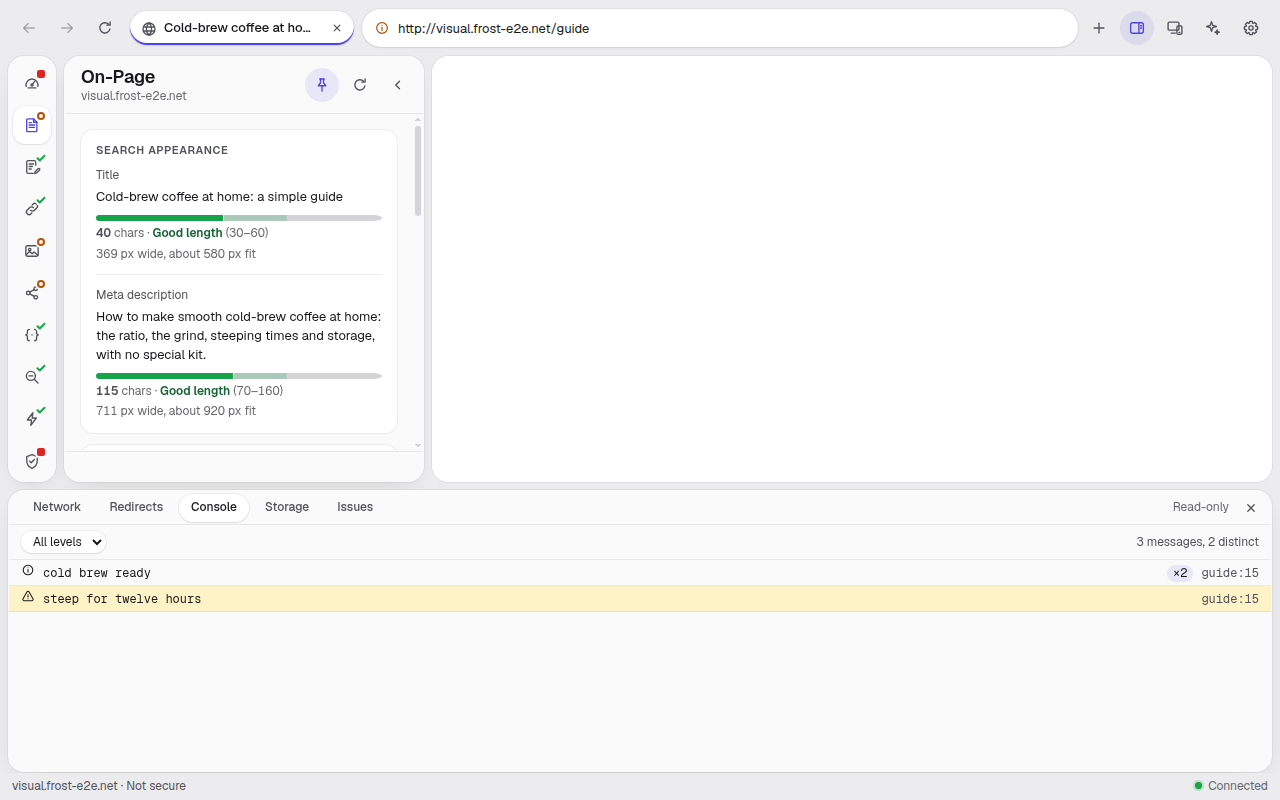 Cold-brew coffee at ho...
http://visual.frost-e2e.net/guide
On-Page
visual.frost-e2e.net
SEARCH APPEARANCE
Title
Cold-brew coffee at home: a simple guide
40 chars · Good length (30–60)
369 px wide, about 580 px fit
Meta description
How to make smooth cold-brew coffee at home:
the ratio, the grind, steeping times and storage,
with no special kit.
115 chars · Good length (70–160)
711 px wide, about 920 px fit
Network Redirects Console Storage Issues Read-only
All levels 3 messages, 2 distinct
cold brew ready ×2 guide:15
steep for twelve hours guide:15
visual.frost-e2e.net · Not secure Connected